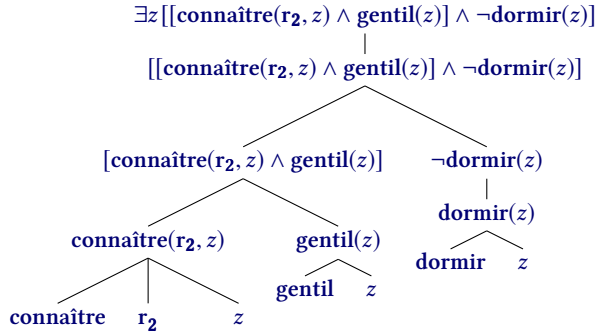 ∃z[[connaître(r₂, z) ∧ gentil(z)] ∧ ¬dormir(z)]
[[connaître(r₂, z) ∧ gentil(z)] ∧ ¬dormir(z)]
[connaître(r₂, z) ∧ gentil(z)] ¬dormir(z)
dormir(z)
connaître(r₂, z) gentil(z)
dormir z
gentil z
connaître r₂ z